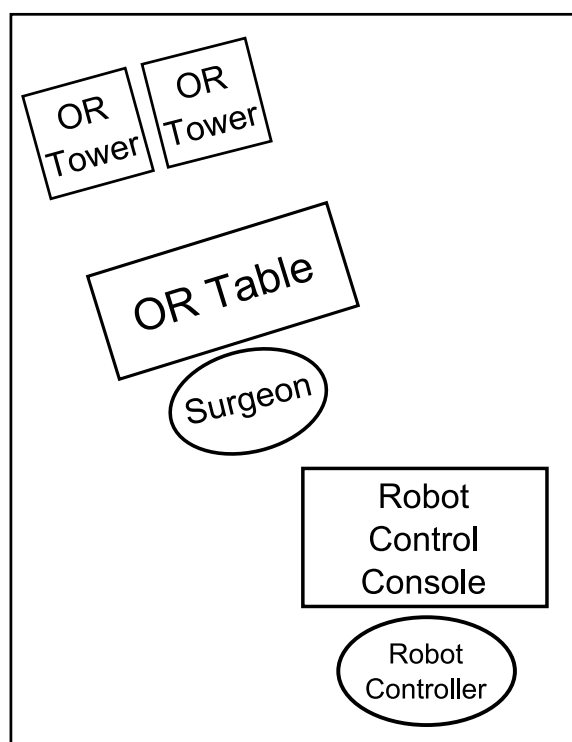 OR
Tower
OR
Tower
OR Table
Surgeon
Robot
Control
Console
Robot
Controller